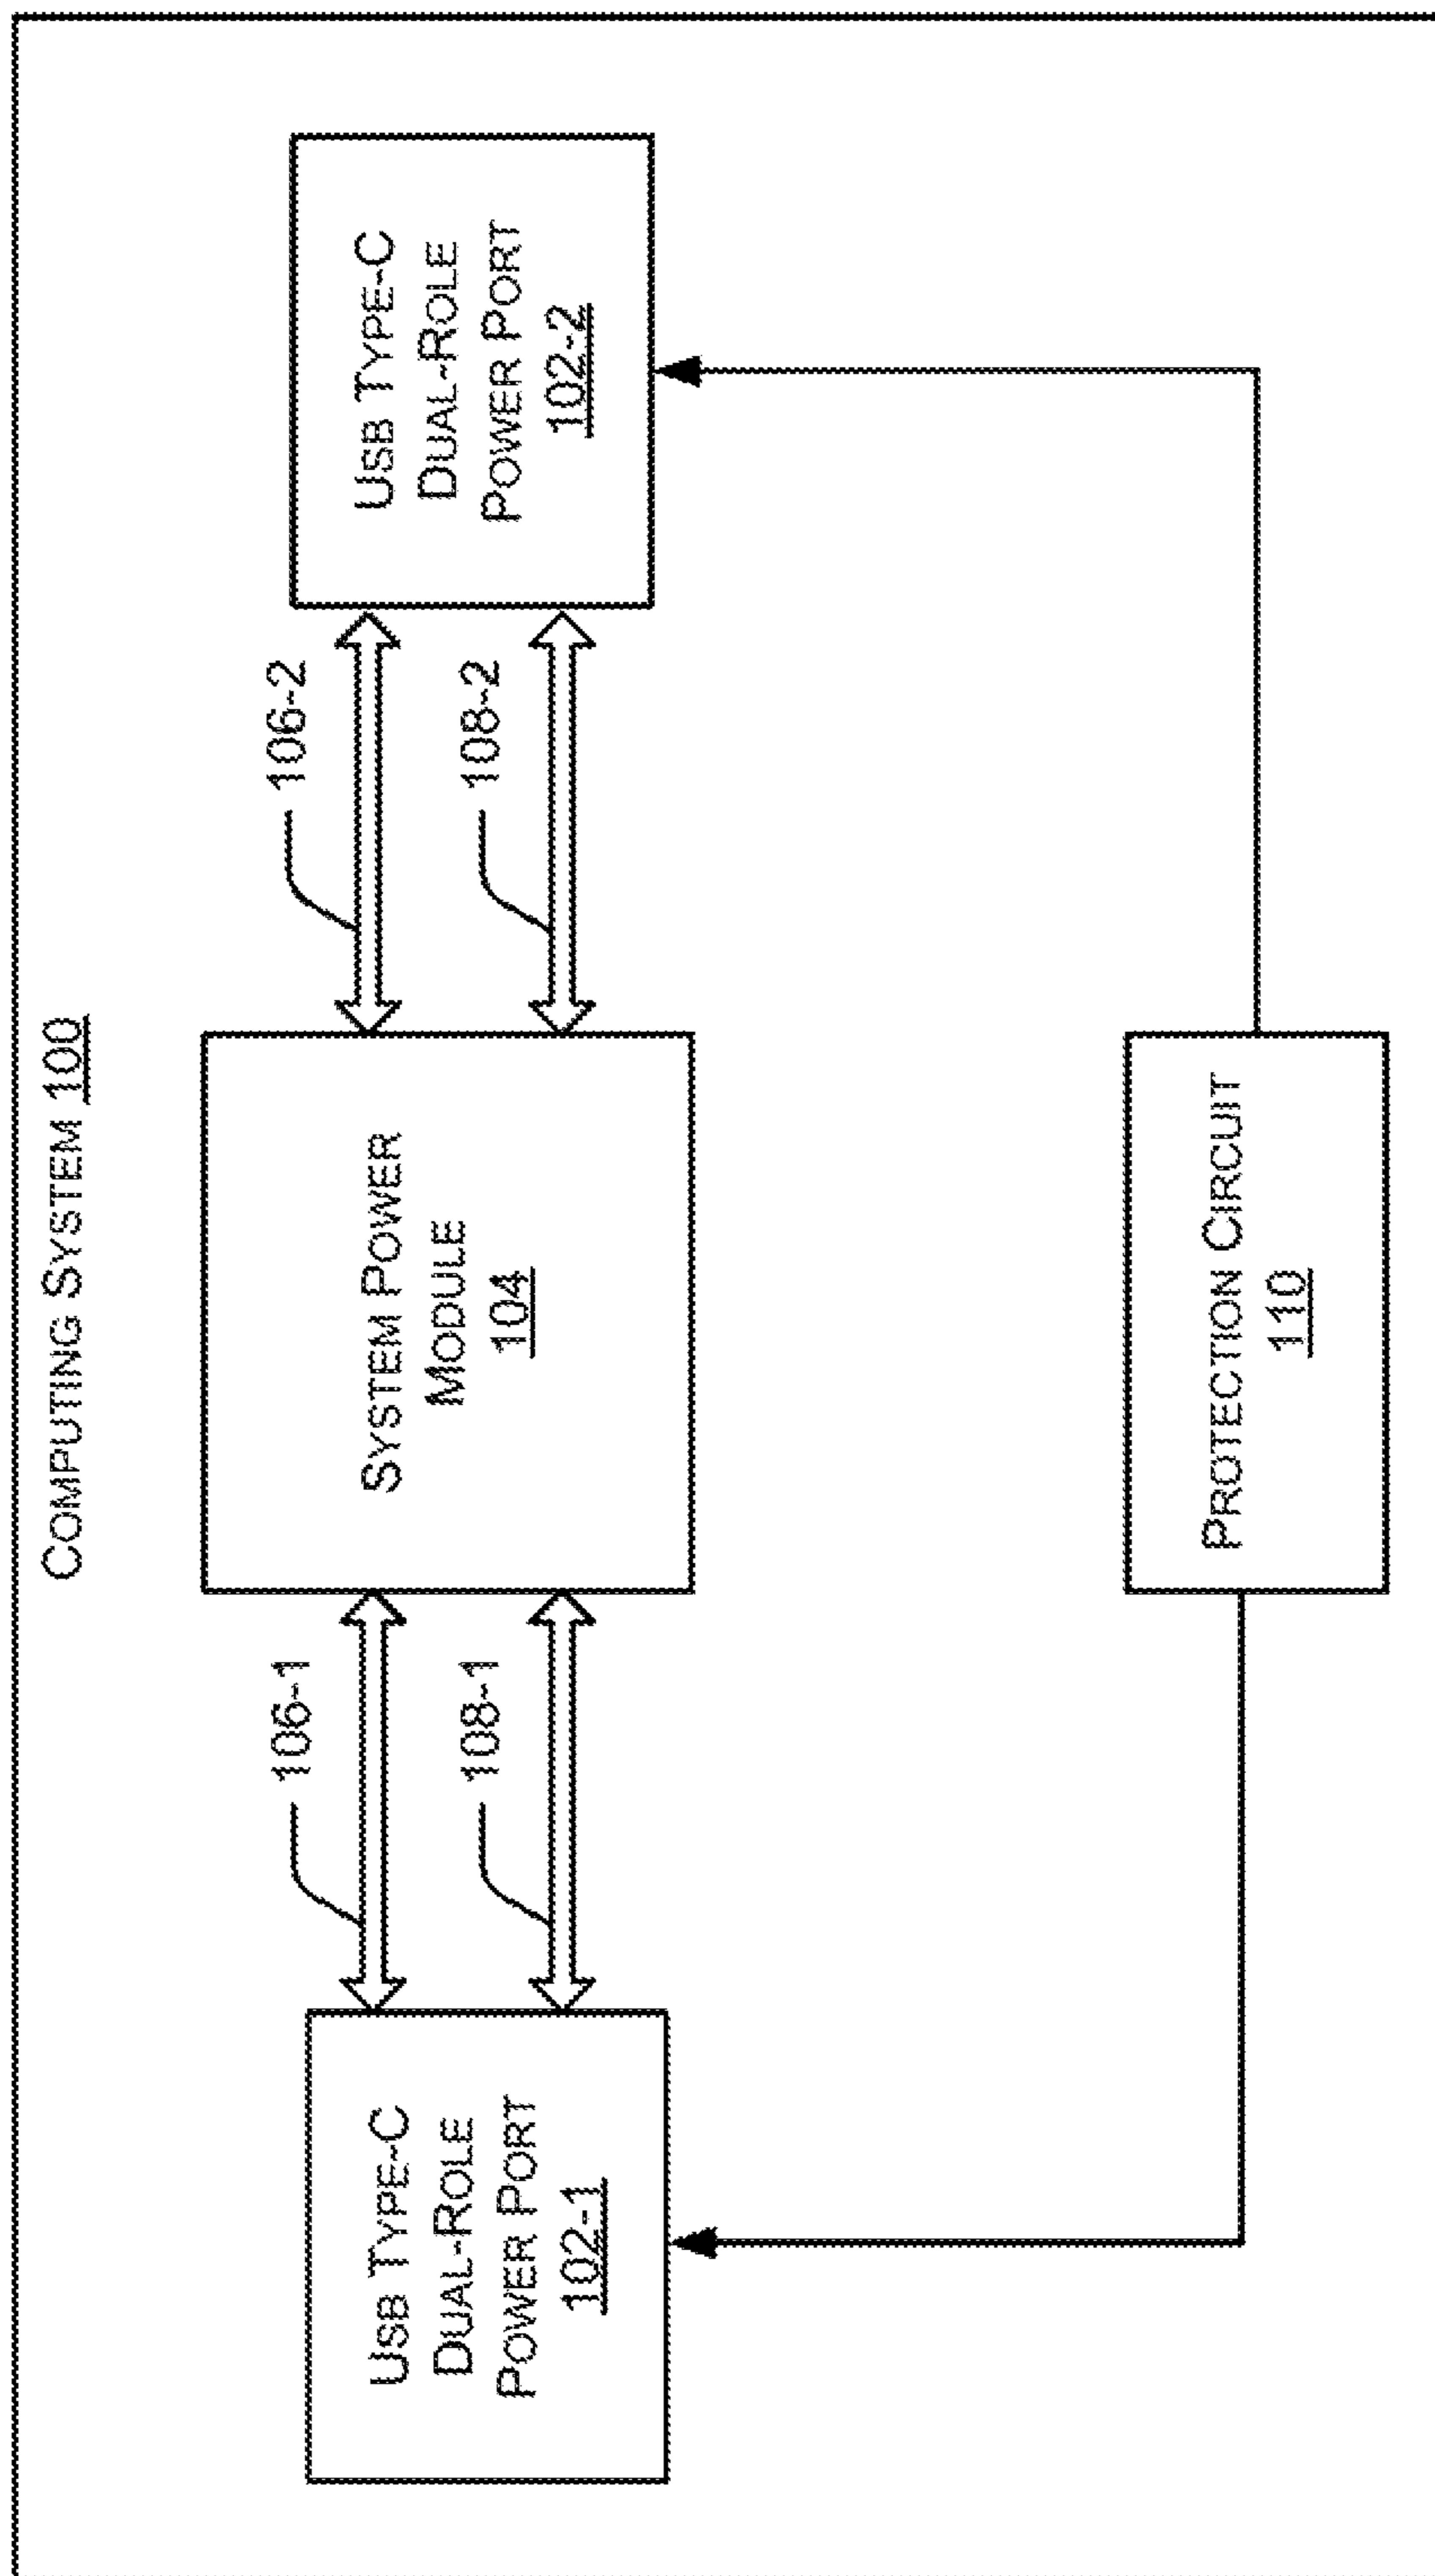 COMPUTING SYSTEM 100
106-1
106-2
108-1
108-2
USB TYPE-C
DUAL-ROLE
POWER PORT
102-1
SYSTEM POWER
MODULE
104
USB TYPE-C
DUAL-ROLE
POWER PORT
102-2
PROTECTION CIRCUIT
110